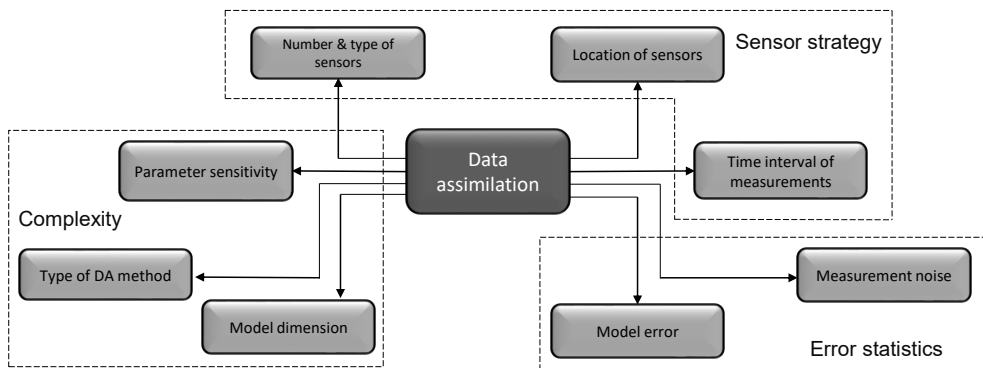 Number & type of
sensors
Location of sensors
Sensor strategy
Data
assimilation
Parameter sensitivity
Time interval of
measurements
Complexity
Type of DA method
Model dimension
Measurement noise
Model error
Error statistics